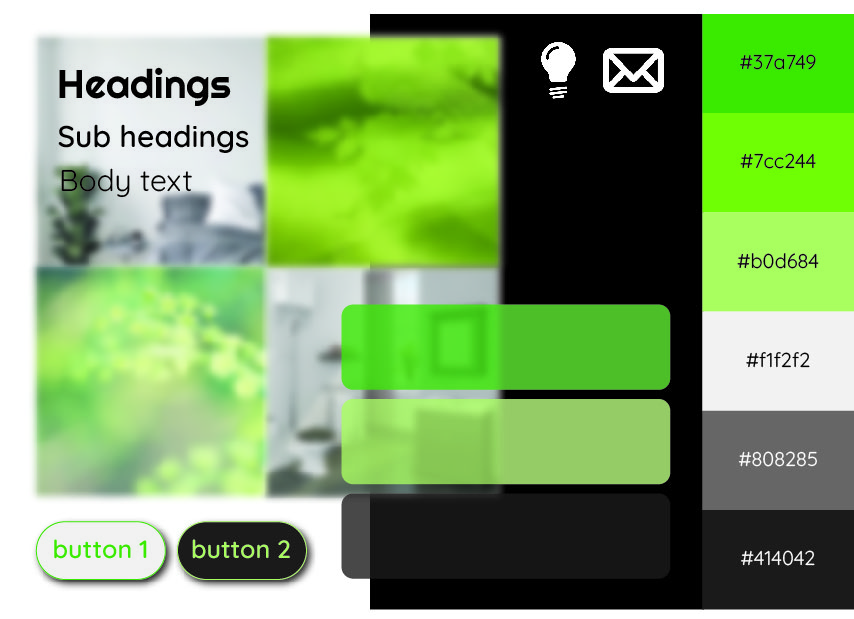 Headings
Sub headings
Body text
button 1
button 2
#37a749
#7cc244
#b0d684
#f1f2f2
#808285
#414042